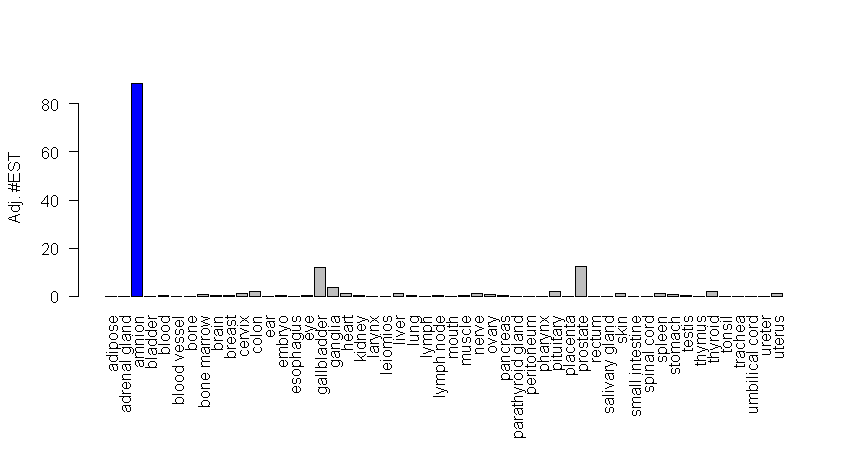 Adj. #EST
80
60
40
20
0
adipose
adrenal gland
amnion
bladder
blood
blood vessel
bone
bone marrow
brain
breast
cervix
colon
ear
embryo
esophagus
eye
gallbladder
ganglia
heart
kidney
larynx
leiomios
liver
lung
lymph
lymph node
mouth
muscle
nerve
ovary
pancreas
parathyroid gland
peritoneum
pharynx
pituitary
placenta
prostate
rectum
salivary gland
skin
small intestine
spinal cord
spleen
stomach
testis
thymus
thyroid
tonsil
trachea
umbilical cord
ureter
uterus